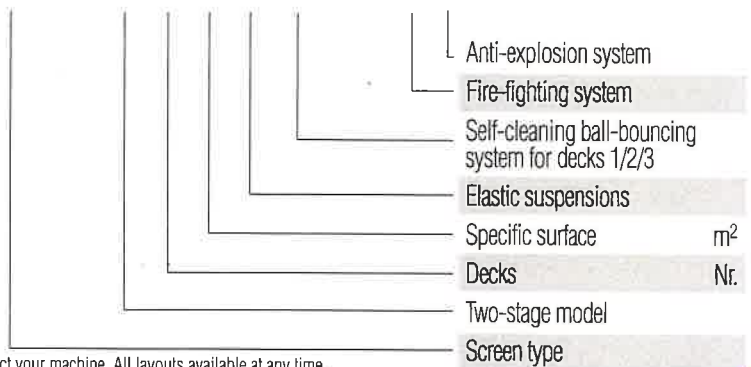 Anti-explosion system
Fire-fighting system
Self-cleaning ball-bouncing
system for decks 1/2/3
Elastic suspensions
Specific surface m²
Decks Nr.
Two-stage model
Screen type
ct your machine. All layouts available at any time